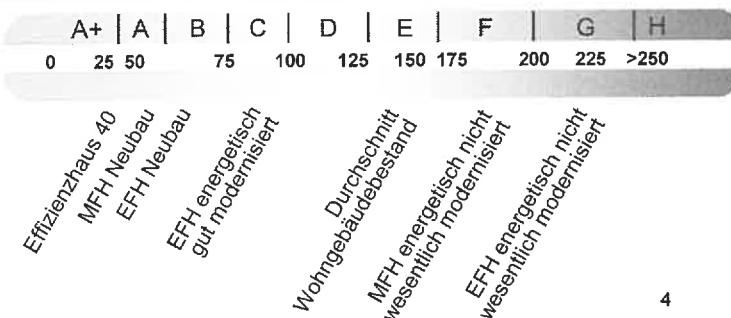 A+ | A | B | C | D | E | F | G | H
0 25 50 75 100 125 150 175 200 225 >250
Effizienzhaus 40
MFH Neubau
EFH Neubau
EFH energetisch
gut modernisiert
Durchschnitt
Wohngebäudebestand
MFH energetisch nicht
wesentlich modernisiert
EFH energetisch nicht
wesentlich modernisiert
4